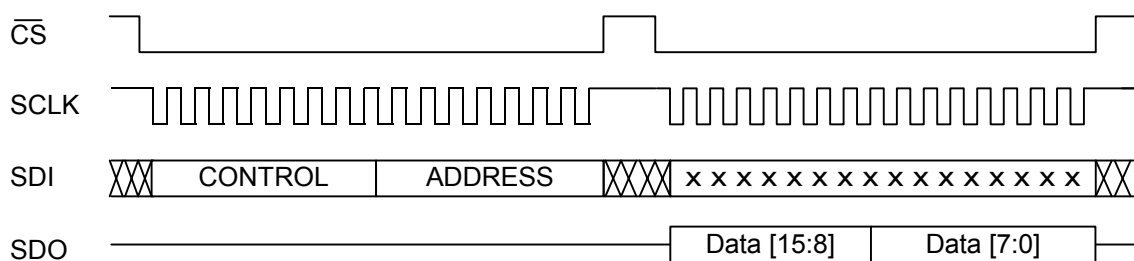 CS
SCLK
SDI CONTROL ADDRESS x x x x x x x x x x x x x x x x
SDO Data [15:8] Data [7:0]